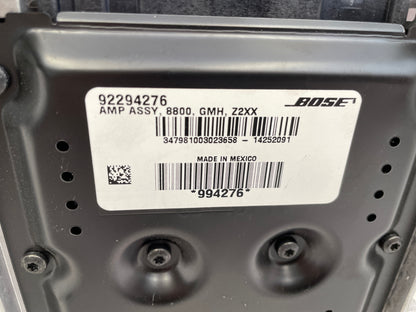 92294276
AMP ASSY, 8800, GMH, Z2XX
BOSE
347981003023658 - 14252091
MADE IN MEXICO
*994276*